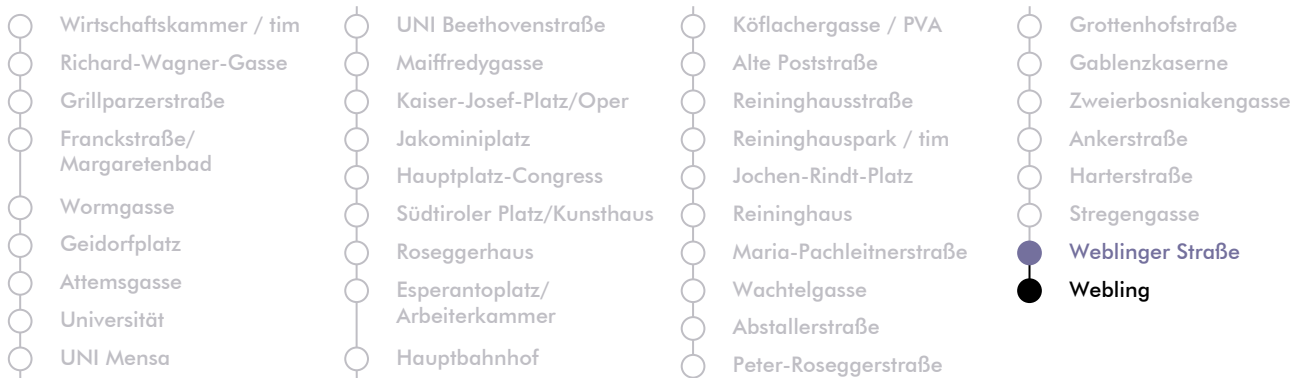 Wirtschaftskammer / tim
Richard-Wagner-Gasse
Grillparzerstraße
Franckstraße/
Margaretenbad
Wormgasse
Geidorfplatz
Attemsgasse
Universität
UNI Mensa
UNI Beethovenstraße
Maiffredygasse
Kaiser-Josef-Platz/Oper
Jakominiplatz
Hauptplatz-Congress
Südtiroler Platz/Kunsthaus
Roseggerhaus
Esperantoplatz/
Arbeiterkammer
Hauptbahnhof
Köflachergasse / PVA
Alte Poststraße
Reininghausstraße
Reininghauspark / tim
Jochen-Rindt-Platz
Reininghaus
Maria-Pachleitnerstraße
Wachtelgasse
Abstallerstraße
Peter-Roseggerstraße
Grottenhofstraße
Gablenzkaserne
Zweierbosniakengasse
Ankerstraße
Harterstraße
Stregengasse
Weblinger Straße
Webling